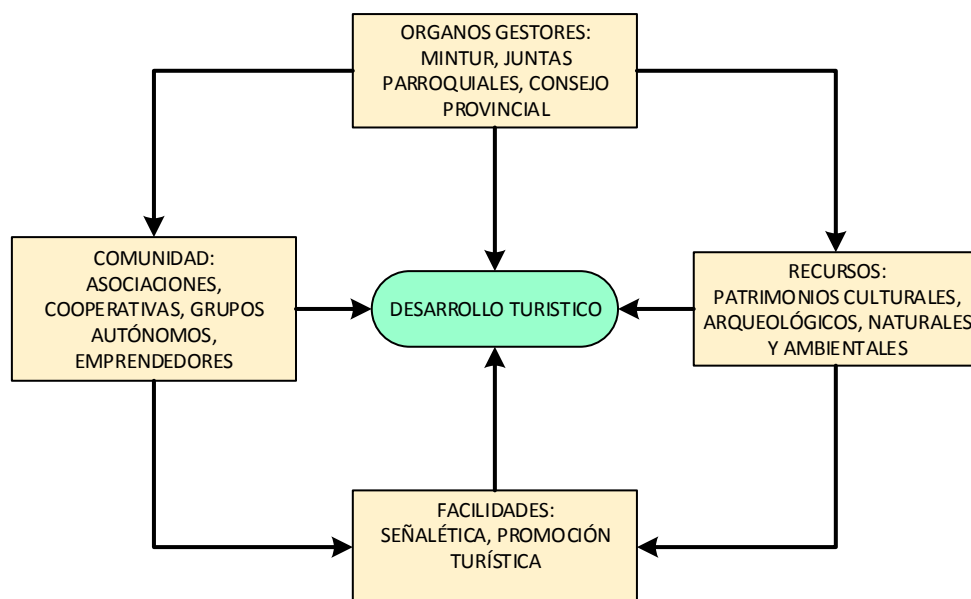 ORGANOS GESTORES:
MINTUR, JUNTAS
PARROQUIALES, CONSEJO
PROVINCIAL
COMUNIDAD:
ASOCIACIONES,
COOPERATIVAS, GRUPOS
AUTÓNOMOS,
EMPRENDEDORES
DESARROLLO TURISTICO
RECURSOS:
PATRIMONIOS CULTURALES,
ARQUEOLÓGICOS, NATURALES
Y AMBIENTALES
FACILIDADES:
SEÑALÉTICA, PROMOCIÓN
TURÍSTICA